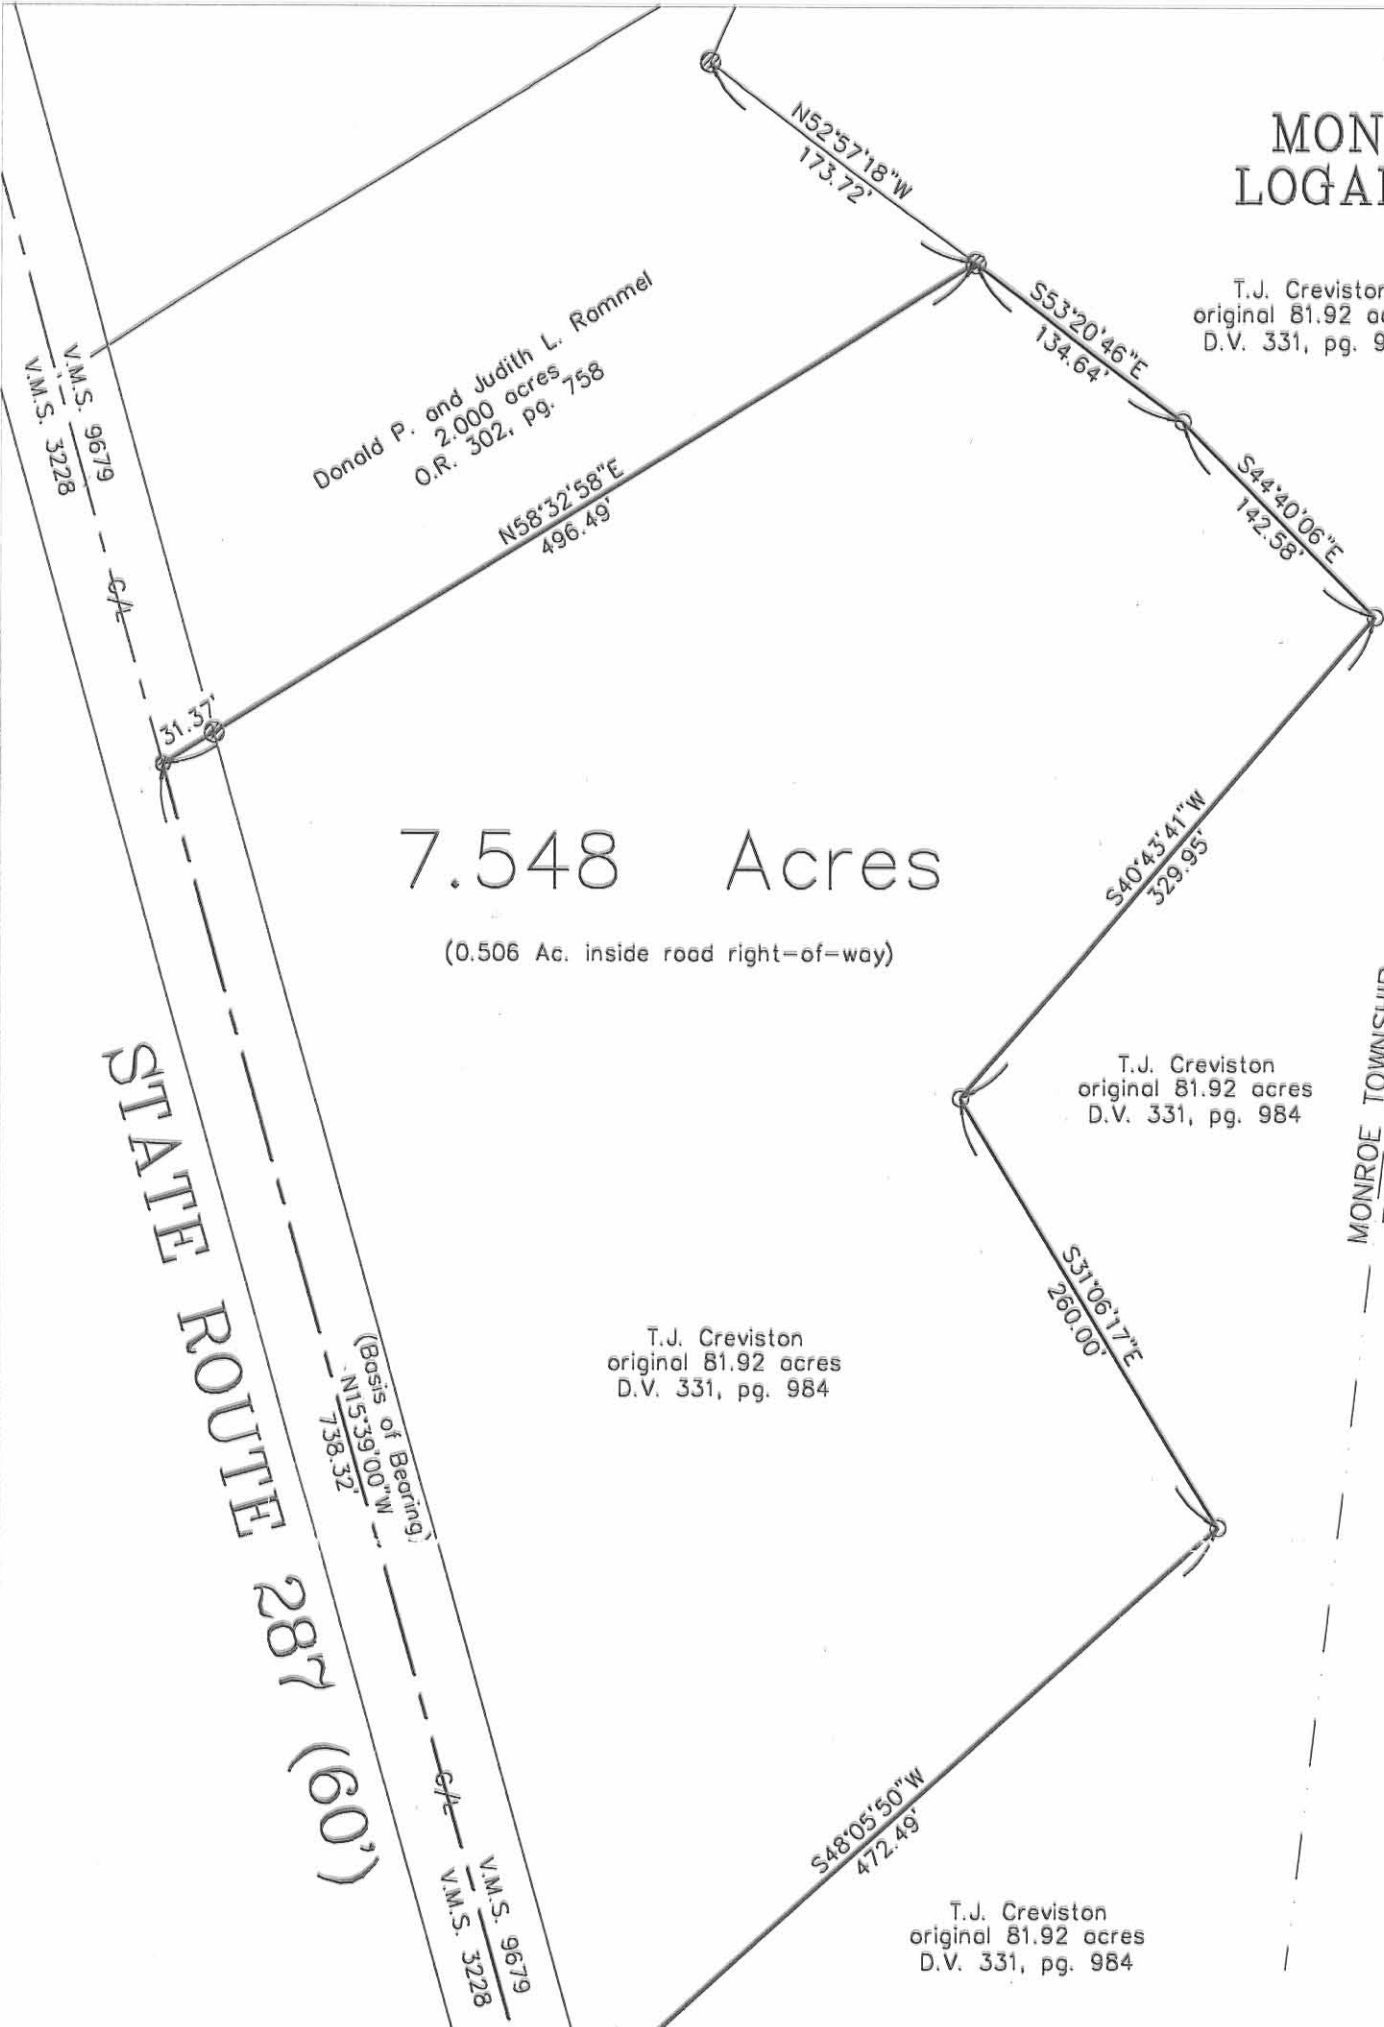 MON
LOGAN
N52°57'18"W
173.72'
T.J. Creviston
original 81.92 ac
D.V. 331, pg. 9
S53°20'46"E
134.64'
Donald P. and Judith L. Rammel
2.000 acres
O.R. 302, pg. 758
V.M.S. 9679
V.M.S. 3228
N58°32'58"E
496.49'
S44°40'06"E
142.58'
C/L
31.37'
7.548 Acres
(0.506 Ac. inside road right-of-way)
S40°43'41"W
329.95'
T.J. Creviston
original 81.92 acres
D.V. 331, pg. 984
MONROE TOWNSHIP
STATE ROUTE 287 (60')
S31°06'17"E
260.00'
T.J. Creviston
original 81.92 acres
D.V. 331, pg. 984
(Basis of Bearing)
N15°39'00"W
738.32'
C/L
S48°05'50"W
472.49'
V.M.S. 9679
V.M.S. 3228
T.J. Creviston
original 81.92 acres
D.V. 331, pg. 984